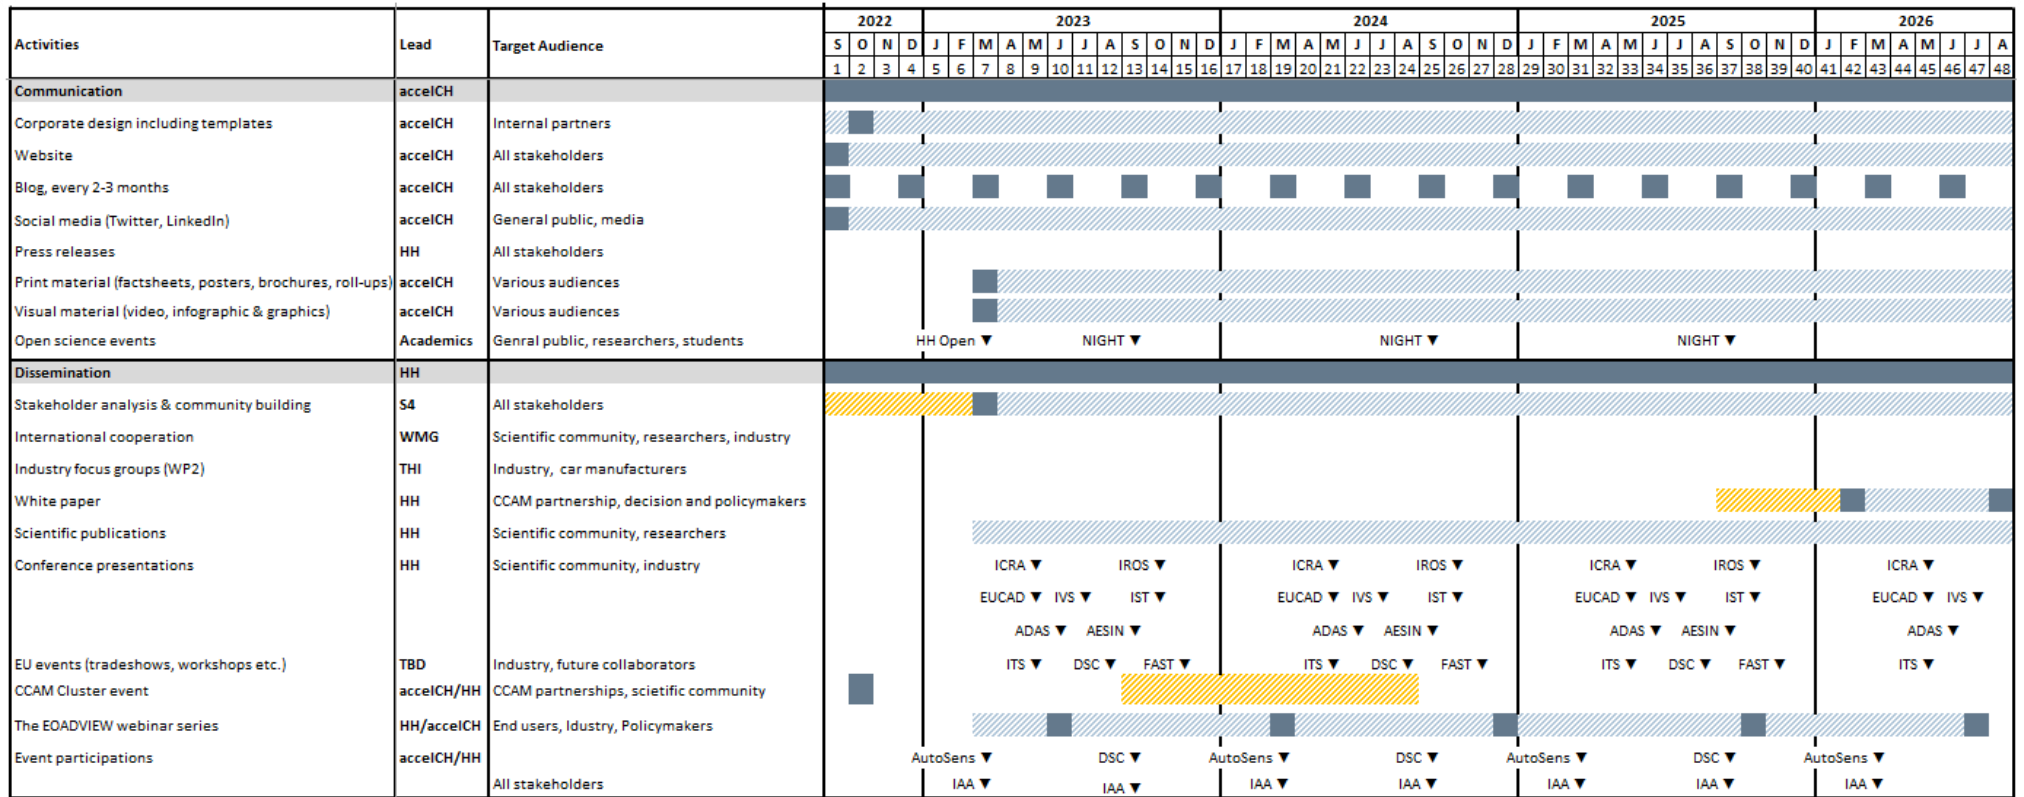 2022 2023 2024 2025 2026
Activities Lead Target Audience S O N D J F M A M J J A S O N D J F M A M J J A S O N D J F M A M J J A S O N D J F M A M J J A
1 2 3 4 5 6 7 8 9 10 11 12 13 14 15 16 17 18 19 20 21 22 23 24 25 26 27 28 29 30 31 32 33 34 35 36 37 38 39 40 41 42 43 44 45 46 47 48
Communication accelCH
Corporate design including templates accelCH Internal partners
Website accelCH All stakeholders
Blog, every 2-3 months accelCH All stakeholders
Social media (Twitter, LinkedIn) accelCH General public, media
Press releases HH All stakeholders
Print material (factsheets, posters, brochures, roll-ups) accelCH Various audiences
Visual material (video, infographic & graphics) accelCH Various audiences
Open science events Academics Genral public, researchers, students HH Open ▼ NIGHT ▼ NIGHT ▼ NIGHT ▼
Dissemination HH
Stakeholder analysis & community building S4 All stakeholders
International cooperation WMG Scientific community, researchers, industry
Industry focus groups (WP2) THI Industry, car manufacturers
White paper HH CCAM partnership, decision and policymakers
Scientific publications HH Scientific community, researchers
Conference presentations HH Scientific community, industry ICRA ▼ IROS ▼ ICRA ▼ IROS ▼ ICRA ▼ IROS ▼ ICRA ▼
EUCAD ▼ IVS ▼ IST ▼ EUCAD ▼ IVS ▼ IST ▼ EUCAD ▼ IVS ▼ IST ▼ EUCAD ▼ IVS ▼
ADAS ▼ AESIN ▼ ADAS ▼ AESIN ▼ ADAS ▼ AESIN ▼ ADAS ▼
EU events (tradeshows, workshops etc.) TBD Industry, future collaborators ITS ▼ DSC ▼ FAST ▼ ITS ▼ DSC ▼ FAST ▼ ITS ▼ DSC ▼ FAST ▼ ITS ▼
CCAM Cluster event accelCH/HH CCAM partnerships, scietific community
The EOADVIEW webinar series HH/accelCH End users, Idustry, Policymakers
Event participations accelCH/HH AutoSens ▼ DSC ▼ AutoSens ▼ DSC ▼ AutoSens ▼ DSC ▼ AutoSens ▼
All stakeholders IAA ▼ IAA ▼ IAA ▼ IAA ▼ IAA ▼ IAA ▼ IAA ▼